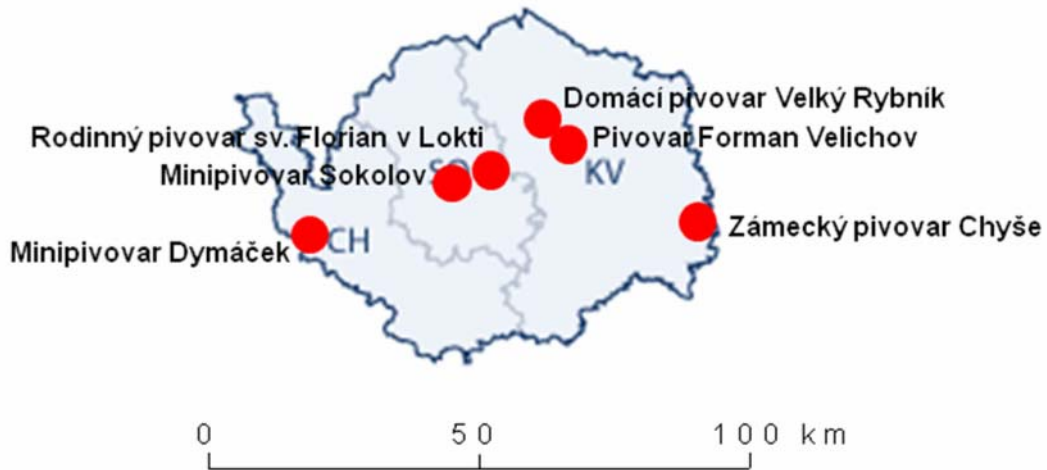 Domácí pivovar Velký Rybník
Rodinný pivovar sv. Florian v Lokti
Pivovar Forman Velichov
Minipivovar Sokolov
SO
KV
Zámecký pivovar Chyše
CH
Minipivovar Dymáček
0 50 100 km